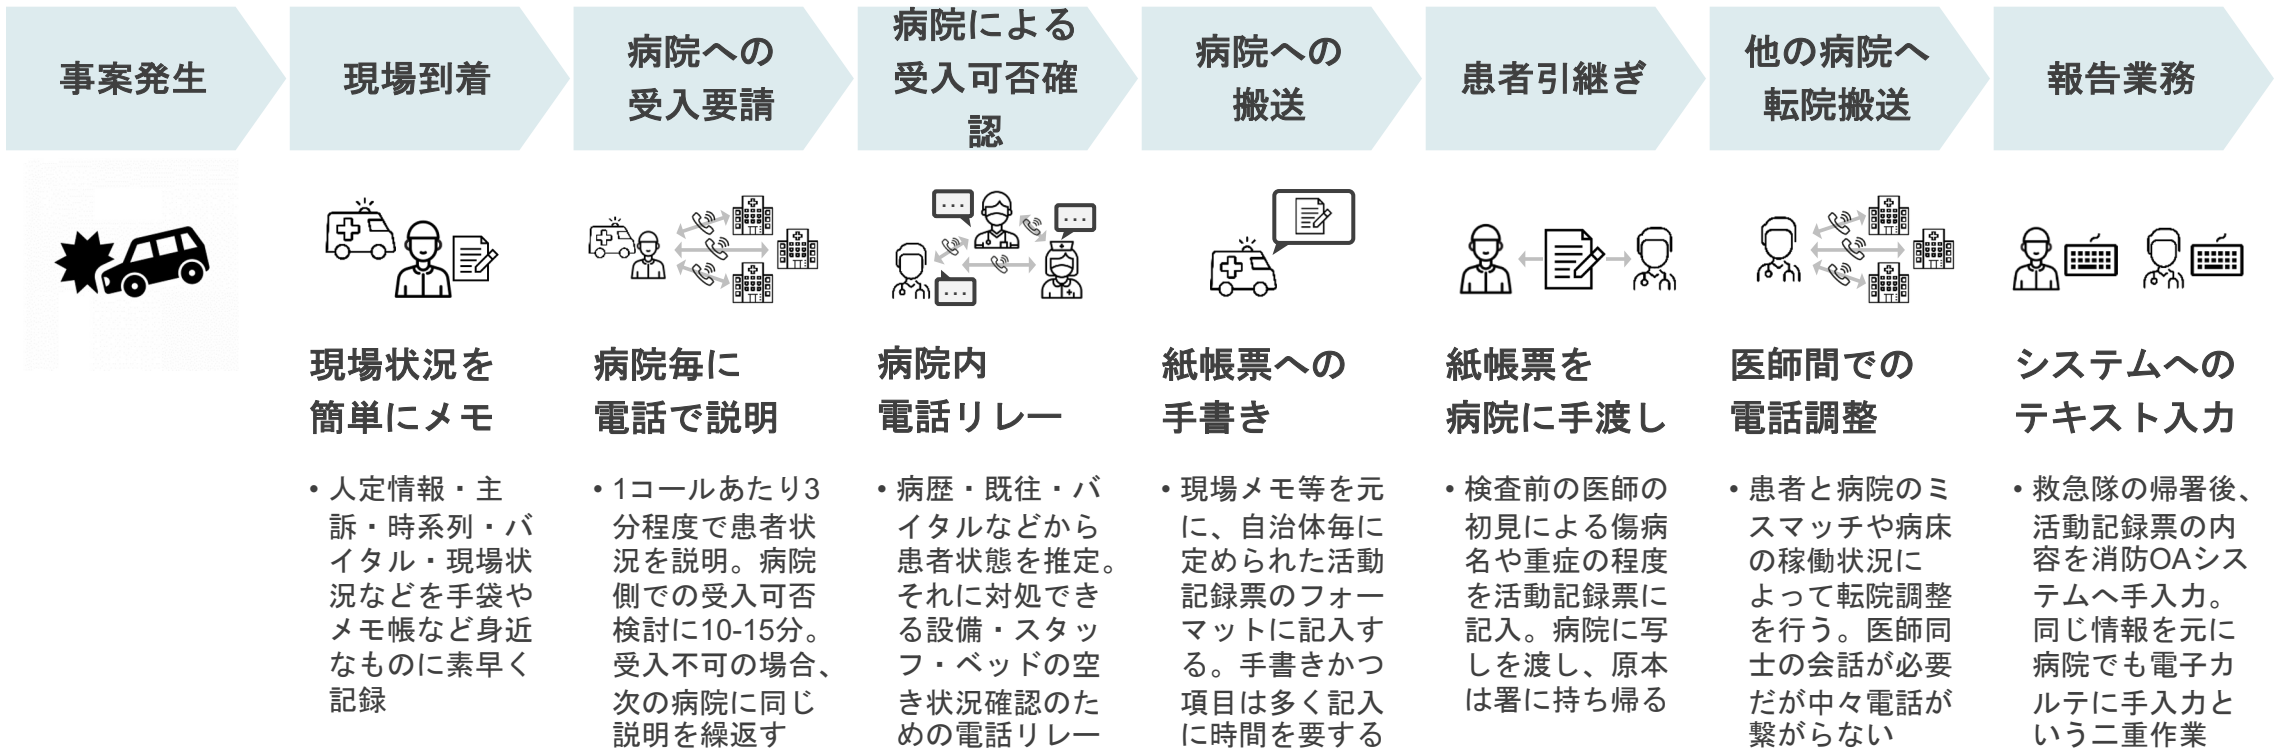 事案発生
現場到着
病院への
受入要請
病院による
受入可否確
認
病院への
搬送
患者引継ぎ
他の病院へ
転院搬送
報告業務
現場状況を
簡単にメモ
• 人定情報・主
訴・時系列・バ
イタル・現場状
況などを手袋や
メモ帳など身近
なものに素早く
記録
病院毎に
電話で説明
• 1コールあたり3
分程度で患者状
況を説明。病院
側での受入可否
検討に10-15分。
受入不可の場合、
次の病院に同じ
説明を繰返す
病院内
電話リレー
• 病歴・既往・バ
イタルなどから
患者状態を推定。
それに対処でき
る設備・スタッ
フ・ベッドの空
き状況確認のた
めの電話リレー
紙帳票への
手書き
• 現場メモ等を元
に、自治体毎に
定められた活動
記録票のフォー
マットに記入す
る。手書きかつ
項目は多く記入
に時間を要する
紙帳票を
病院に手渡し
• 検査前の医師の
初見による傷病
名や重症の程度
を活動記録票に
記入。病院に写
しを渡し、原本
は署に持ち帰る
医師間での
電話調整
• 患者と病院のミ
スマッチや病床
の稼働状況に
よって転院調整
を行う。医師同
士の会話が必要
だが中々電話が
繋がらない
システムへの
テキスト入力
• 救急隊の帰署後、
活動記録票の内
容を消防OAシス
テムへ手入力。
同じ情報を元に
病院でも電子カ
ルテに手入力と
いう二重作業